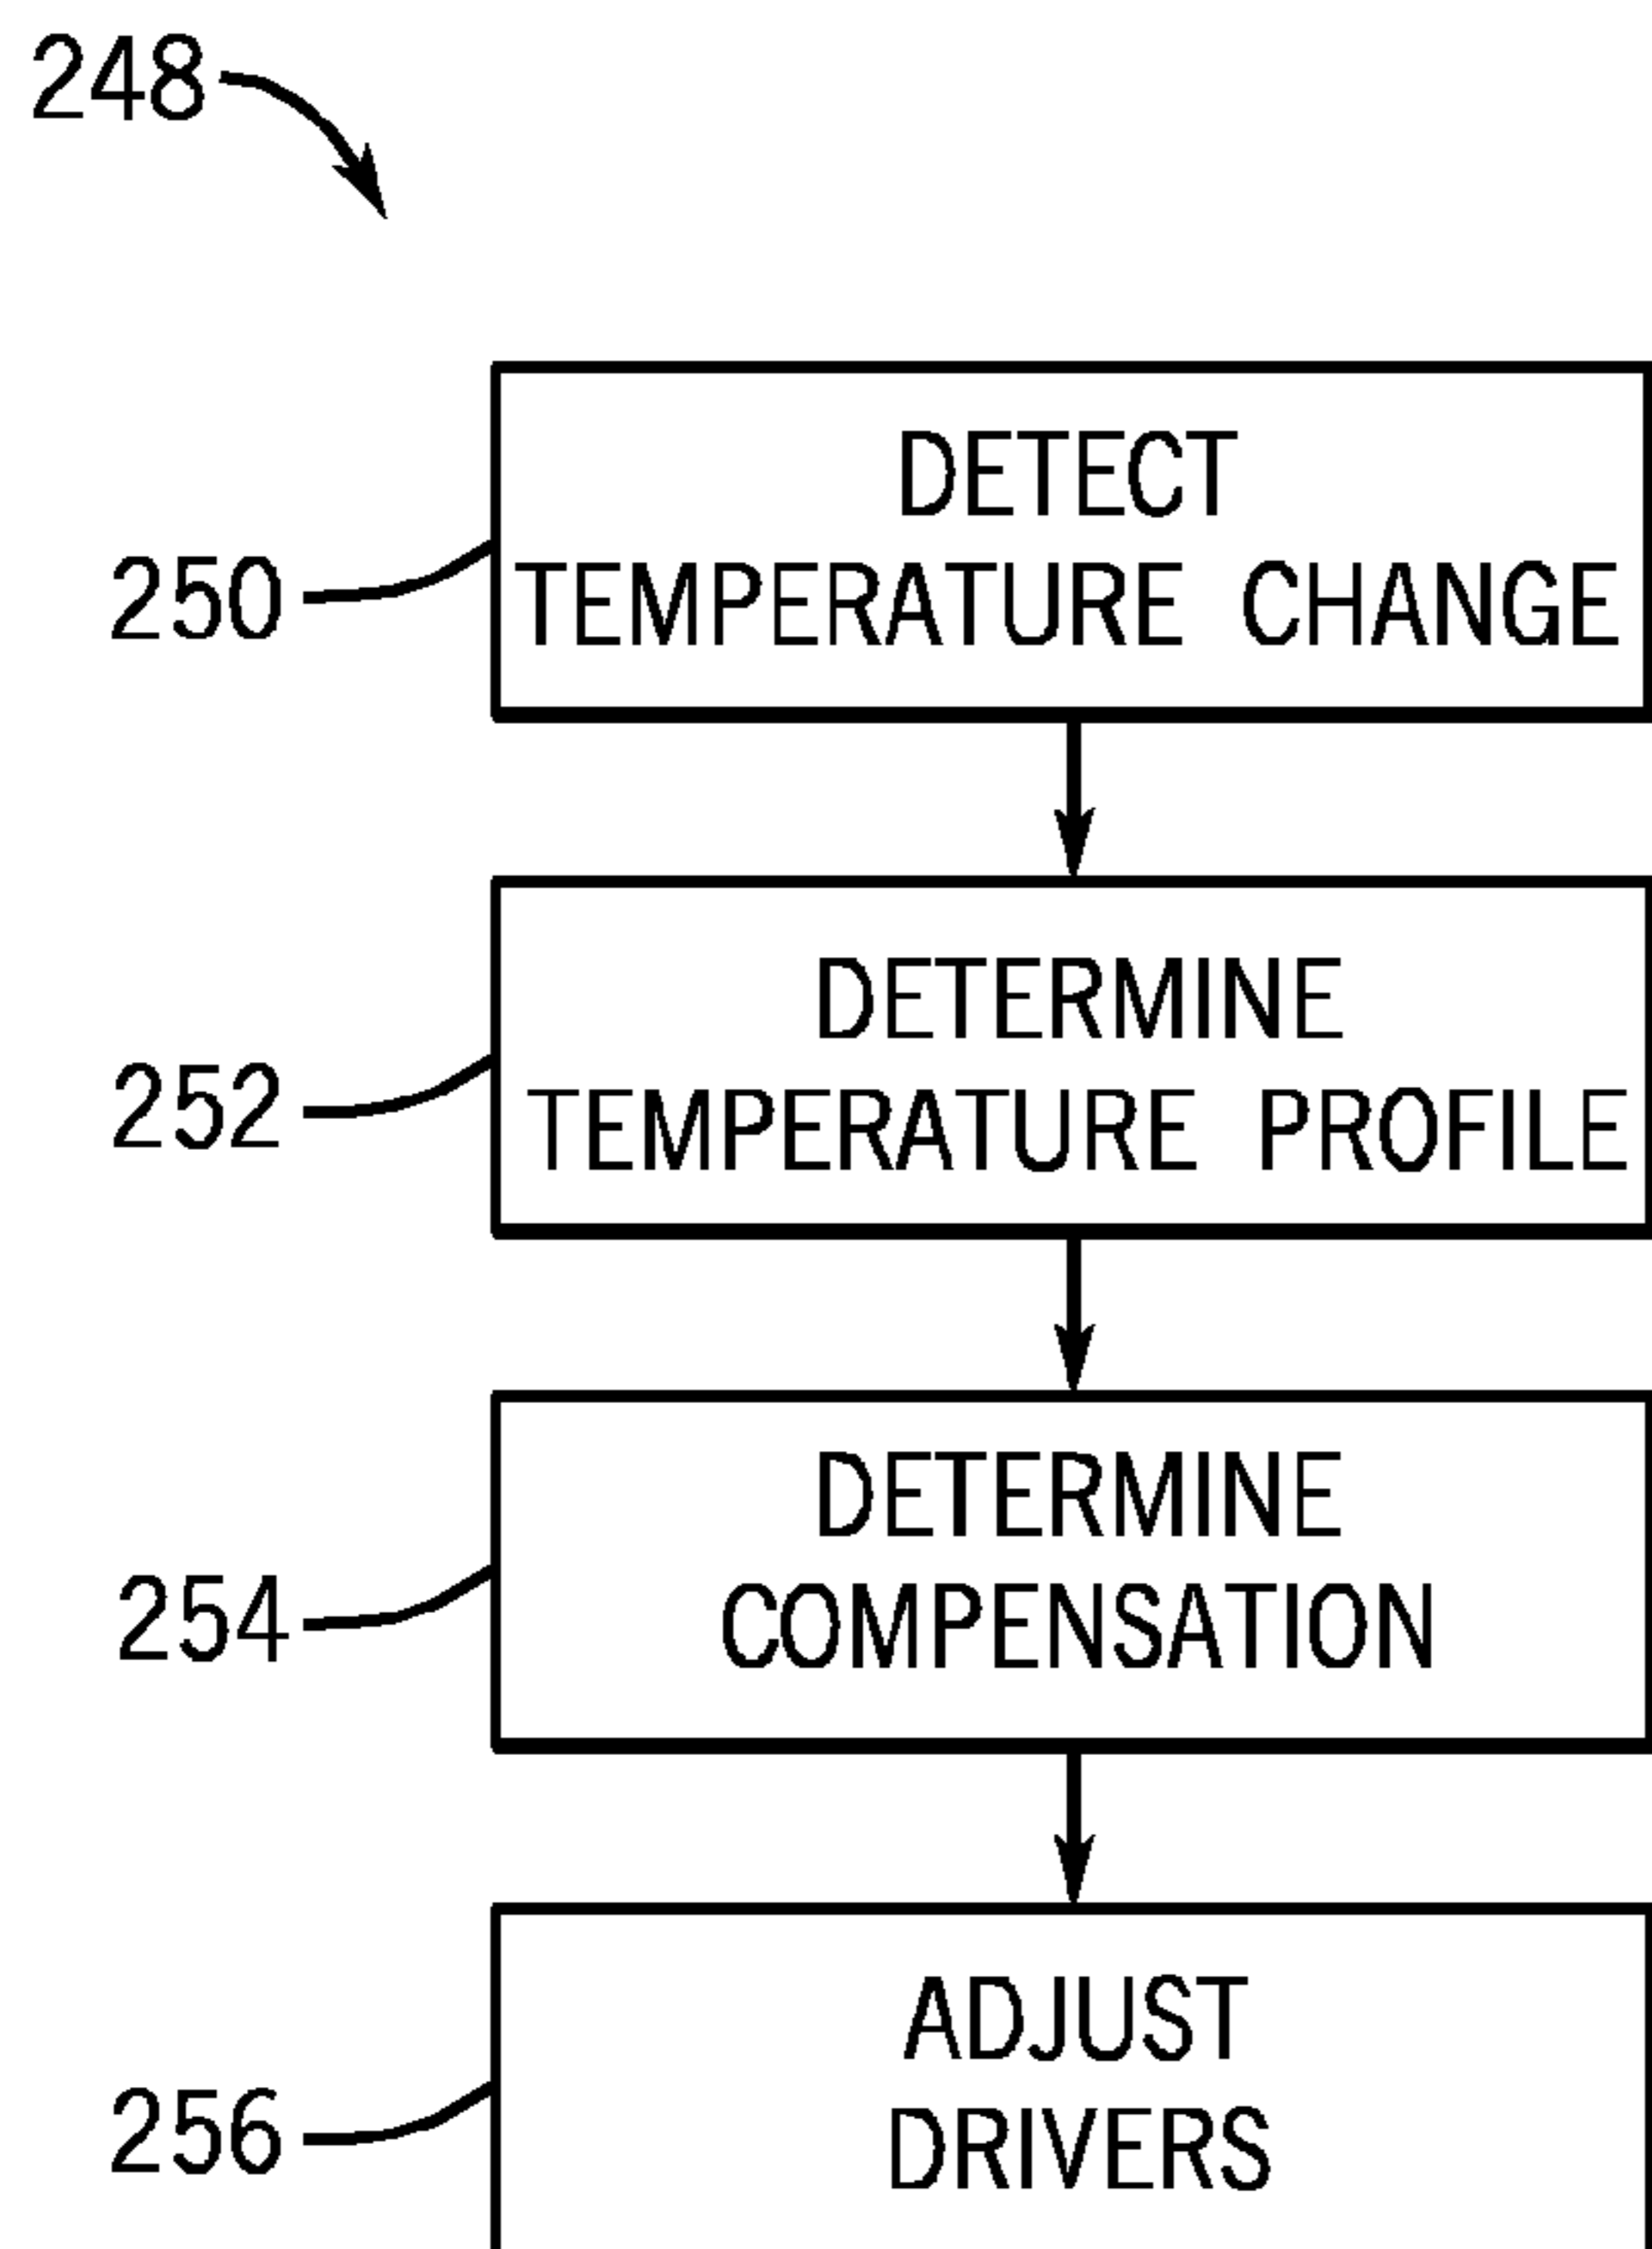 248
DETECT
250
TEMPERATURE CHANGE
DETERMINE
252
TEMPERATURE PROFILE
DETERMINE
254
COMPENSATION
ADJUST
256
DRIVERS